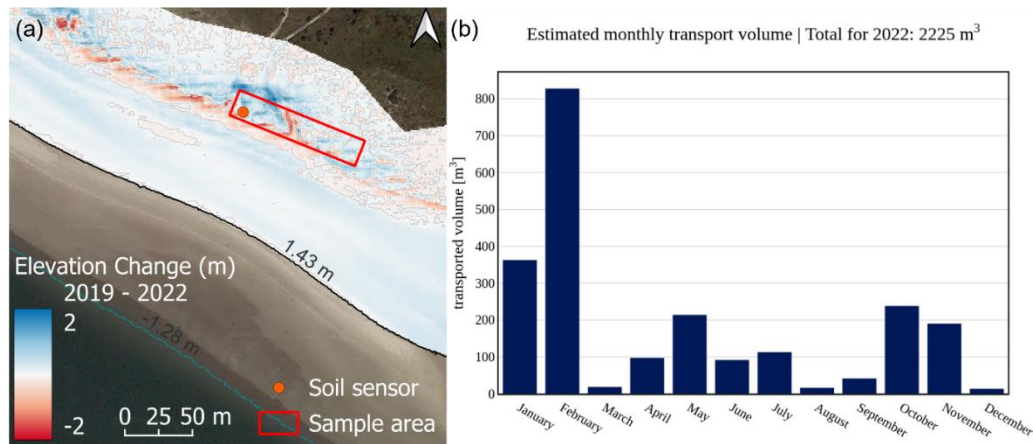 (a)
1.43 m
Elevation Change (m)
2019 - 2022
2
-1.28 m
-2
0 25 50 m
Soil sensor
Sample area
(b)
Estimated monthly transport volume | Total for 2022: 2225 m³
transported volume [m³]
800
700
600
500
400
300
200
100
0
January
February
March
April
May
June
July
August
September
October
November
December